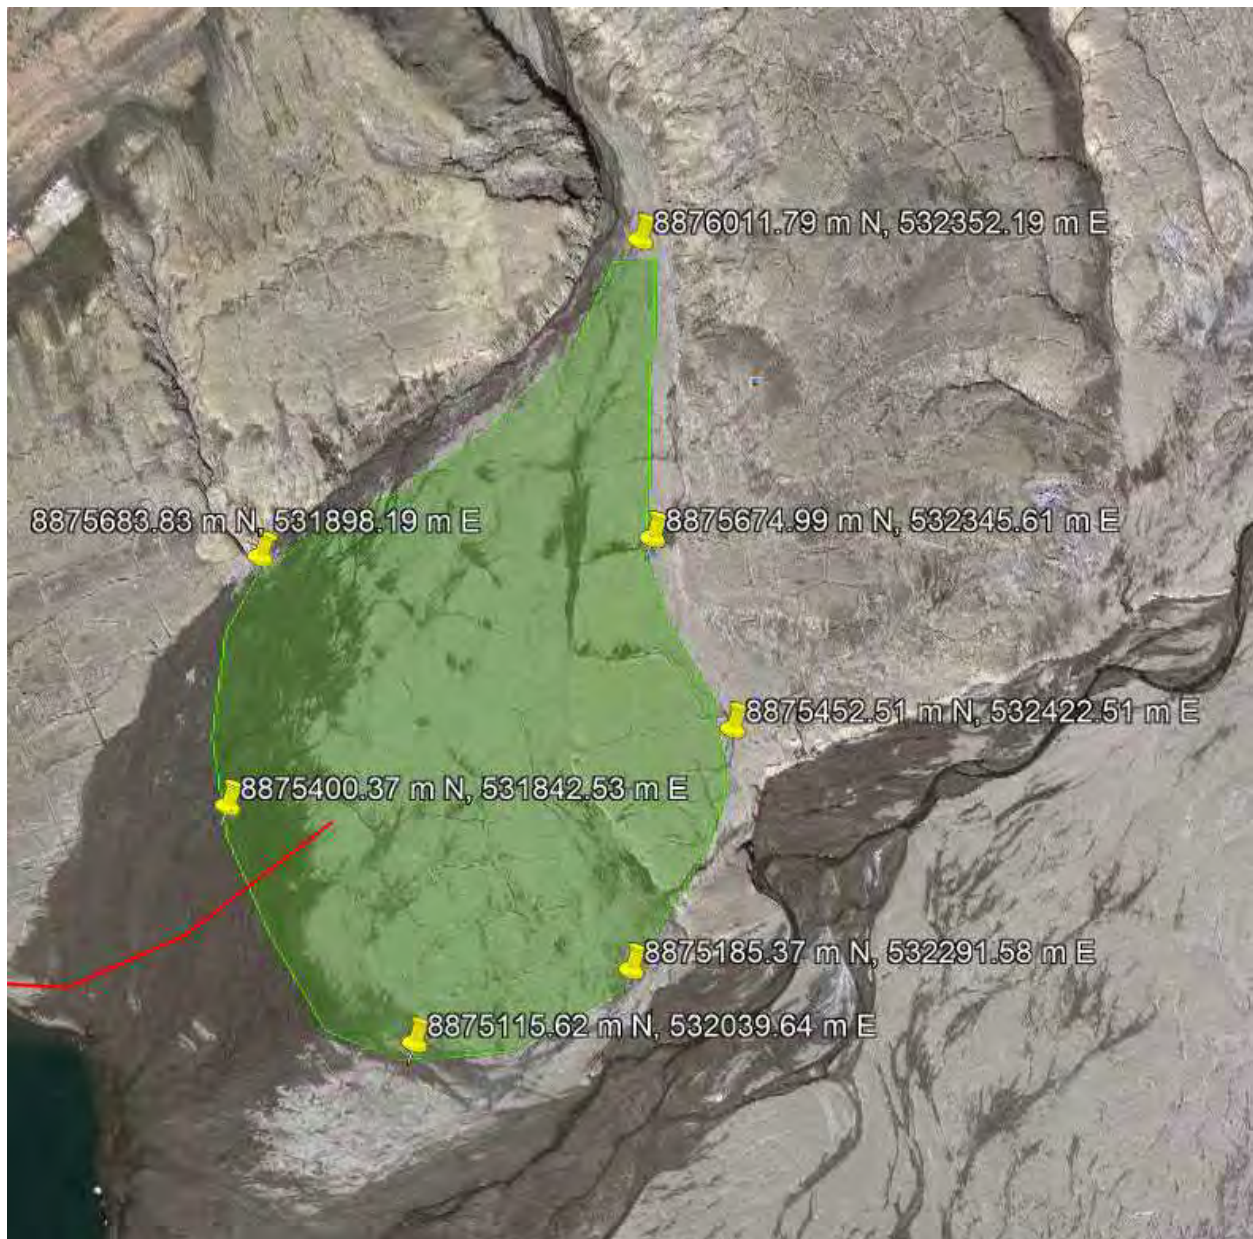 8876011.79 m N, 532352.19 m E
8875683.83 m N, 531898.19 m E
8875674.99 m N, 532345.61 m E
8875452.51 m N, 532422.51 m E
8875400.37 m N, 531842.53 m E
8875185.37 m N, 532291.58 m E
8875115.62 m N, 532039.64 m E